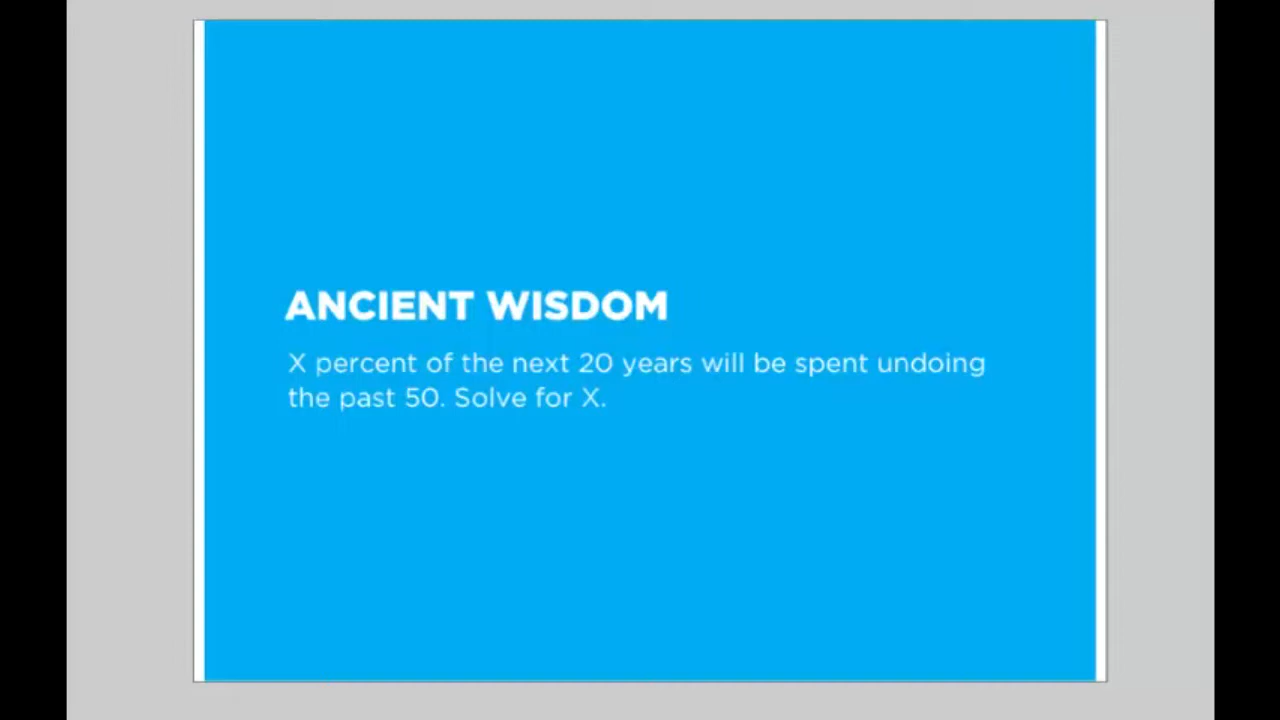 ANCIENT WISDOM
X percent of the next 20 years will be spent undoing
the past 50. Solve for X.